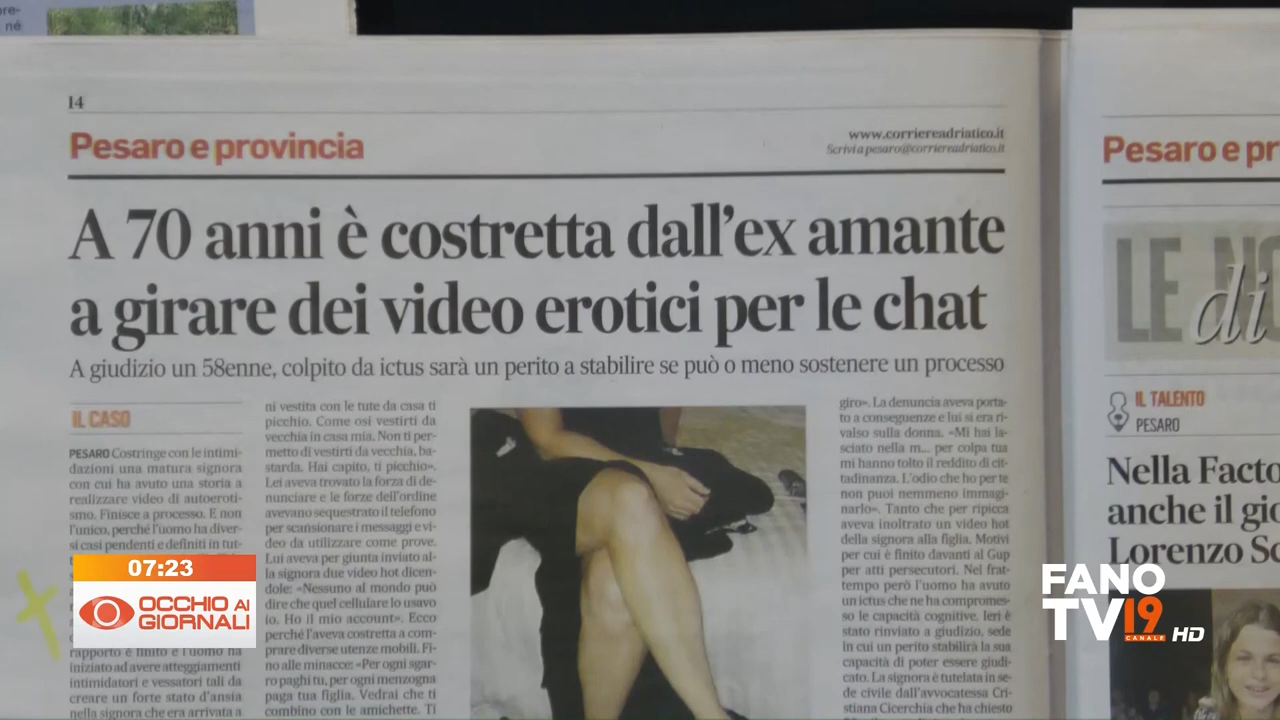 pre-
né
14
Pesaro e provincia
www.corriereadriatico.it
Scrivi a pesaro@corriereadriatico.it
A 70 anni è costretta dall'ex amante
a girare dei video erotici per le chat
A giudizio un 58enne, colpito da ictus sarà un perito a stabilire se può o meno sostenere un processo
IL CASO
PESARO Costringe con le intimi-
dazioni una matura signora
con cui ha avuto una storia a
realizzare video di autoeroti-
smo. Finisce a processo. E non
l'unico, perché l'uomo ha diver-
si casi pendenti e definiti in tut-
rapporto è finito e l'uomo ha
iniziato ad avere atteggiamenti
intimidatori e vessatori tali da
creare un forte stato d'ansia
nella signora che era arrivata a
ni vestita con le tute da casa ti
picchio. Come osi vestirti da
vecchia in casa mia. Non ti per-
metto di vestirti da vecchia, ba-
starda. Hai capito, ti picchio».
Lei aveva trovato la forza di de-
nunciare e le forze dell'ordine
avevano sequestrato il telefono
per scansionare i messaggi e vi-
deo da utilizzare come prove.
Lui aveva per giunta inviato al-
la signora due video hot dicen-
dole: «Nessuno al mondo può
dire che quel cellulare lo usavo
io. Ho il mio account». Ecco
perché l'aveva costretta a com-
prare diverse utenze mobili. Fi-
no alle minacce: «Per ogni sgar-
ro paghi tu, per ogni menzogna
paga tua figlia. Vedrai che ti
combino con le amichette. Ti
giro». La denuncia aveva porta-
to a conseguenze e lui si era ri-
valso sulla donna. «Mi hai la-
sciato nella m... per colpa tua
mi hanno tolto il reddito di cit-
tadinanza. L'odio che ho per te
non puoi nemmeno immagi-
narlo». Tanto che per ripicca
aveva inoltrato un video hot
della signora alla figlia. Motivi
per cui è finito davanti al Gup
per atti persecutori. Nel frat-
tempo però l'uomo ha avuto
un ictus che ne ha compromes-
so le capacità cognitive. Ieri è
stato rinviato a giudizio, sede
in cui un perito stabilirà la sua
capacità di poter essere giudi-
cato. La signora è tutelata in se-
de civile dall'avvocatessa Cri-
stiana Cicerchia che ha chiesto
Pesaro e pr
LE NO
di
IL TALENTO
PESARO
Nella Facto
anche il gio
Lorenzo Sc
07:23
OCCHIO AI
GIORNALI
FANO
TV19
CANALE
HD